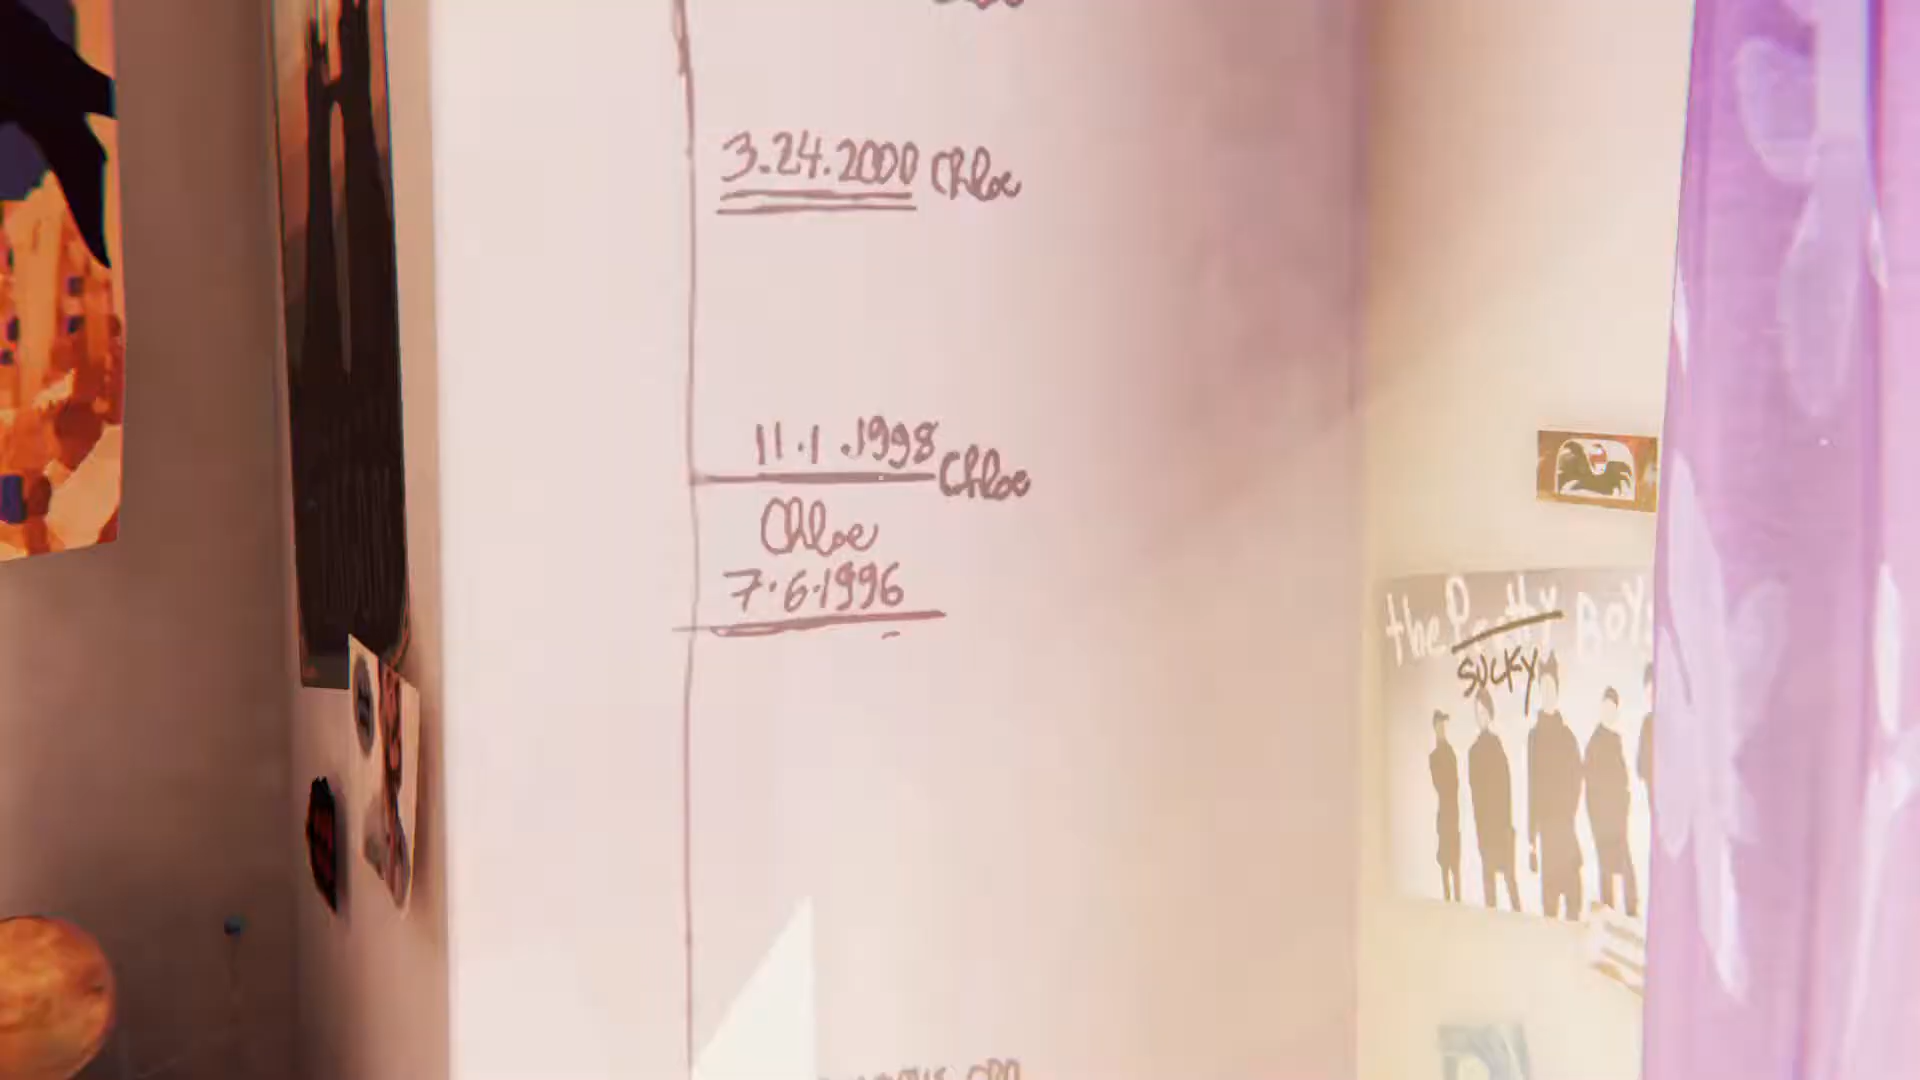 3.24.2000 Chloe
11.1.1998 Chloe
Chloe
7.6.1996
the Pretty BOYS
SUCKY